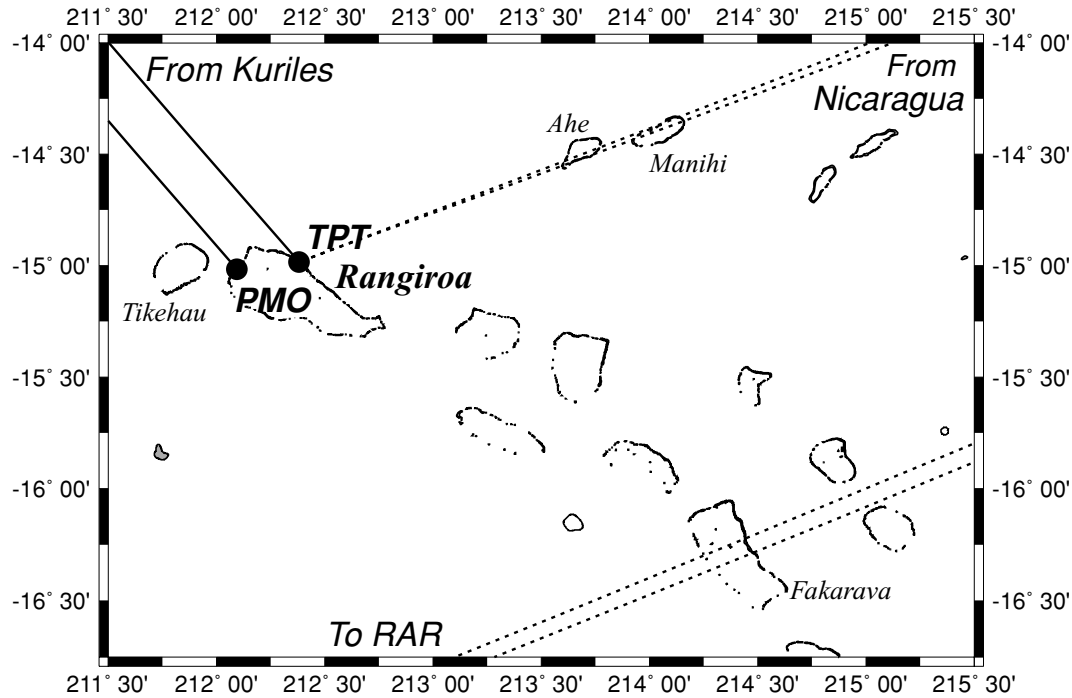 211˚ 30' 212˚ 00' 212˚ 30' 213˚ 00' 213˚ 30' 214˚ 00' 214˚ 30' 215˚ 00' 215˚ 30'
-14˚ 00' -14˚ 00'
From Kuriles From
Nicaragua
Ahe
-14˚ 30' Manihi -14˚ 30'
TPT
-15˚ 00' Rangiroa -15˚ 00'
PMO
Tikehau
-15˚ 30' -15˚ 30'
-16˚ 00' -16˚ 00'
Fakarava
-16˚ 30' -16˚ 30'
To RAR
211˚ 30' 212˚ 00' 212˚ 30' 213˚ 00' 213˚ 30' 214˚ 00' 214˚ 30' 215˚ 00' 215˚ 30'